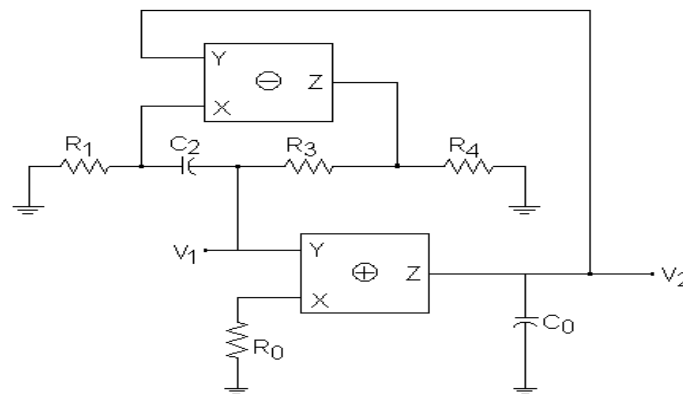 Y
⊖ Z
X
R1 C2 R3 R4
V1 Y
⊕ Z V2
X
R0 C0